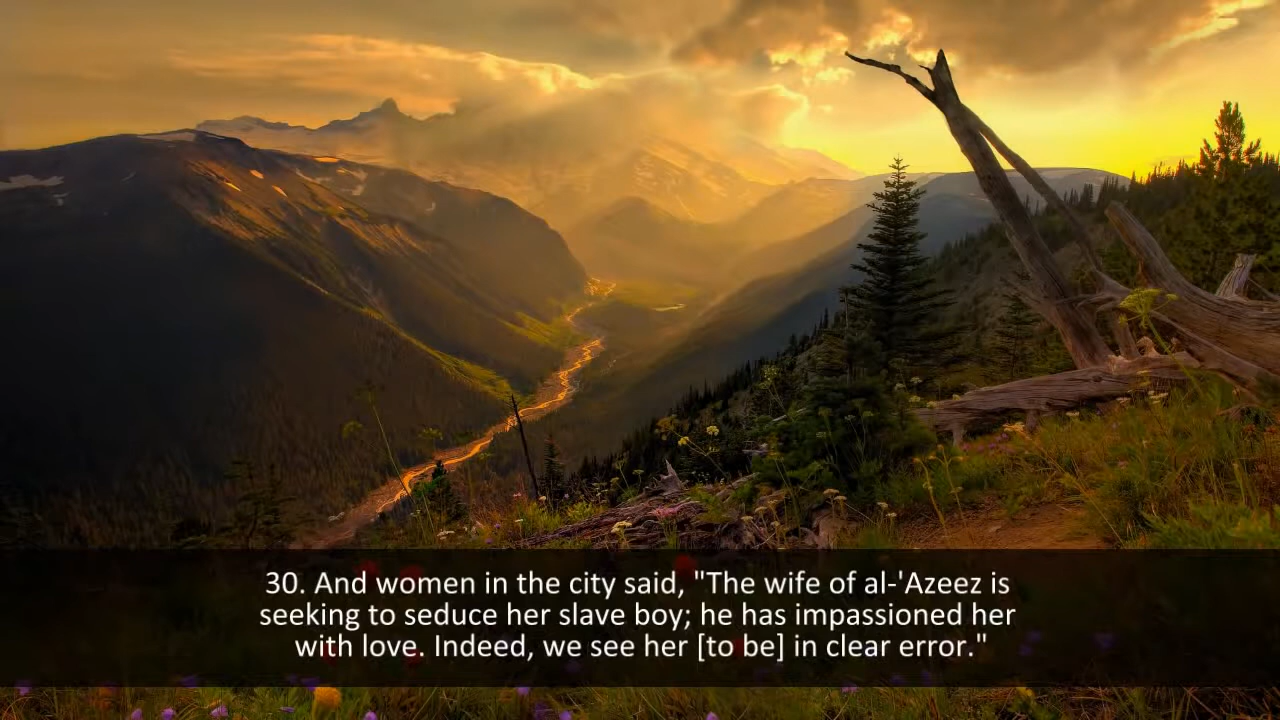 30. And women in the city said, "The wife of al-'Azeez is
seeking to seduce her slave boy; he has impassioned her
with love. Indeed, we see her [to be] in clear error."